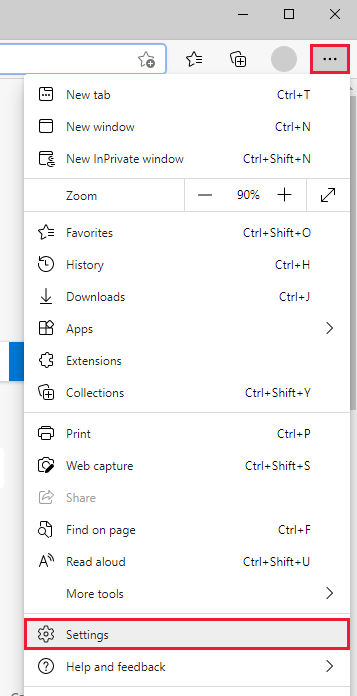 New tab Ctrl+T
New window Ctrl+N
New InPrivate window Ctrl+Shift+N
Zoom 90%
Favorites Ctrl+Shift+O
History Ctrl+H
Downloads Ctrl+J
Apps
Extensions
Collections Ctrl+Shift+Y
Print Ctrl+P
Web capture Ctrl+Shift+S
Share
Find on page Ctrl+F
Read aloud Ctrl+Shift+U
More tools
Settings
Help and feedback